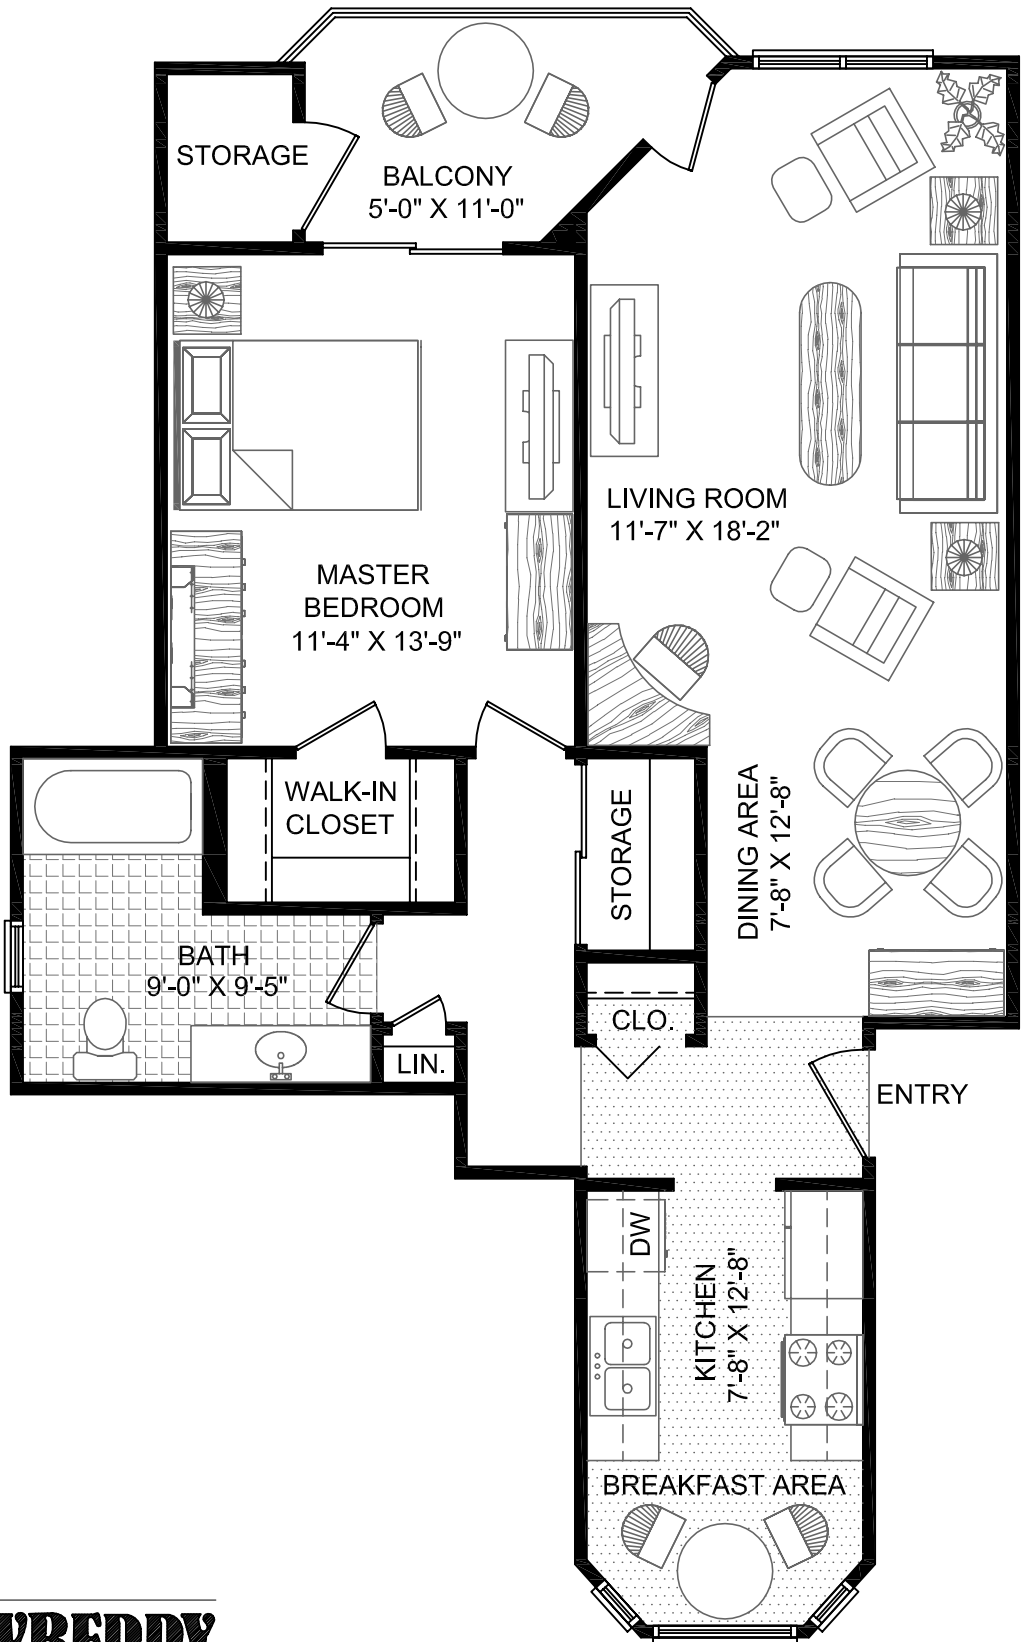 STORAGE
BALCONY
5'-0" X 11'-0"
LIVING ROOM
11'-7" X 18'-2"
MASTER
BEDROOM
11'-4" X 13'-9"
WALK-IN
CLOSET
STORAGE
DINING AREA
7'-8" X 12'-8"
BATH
9'-0" X 9'-5"
CLO.
LIN.
ENTRY
DW
KITCHEN
7'-8" X 12'-8"
BREAKFAST AREA